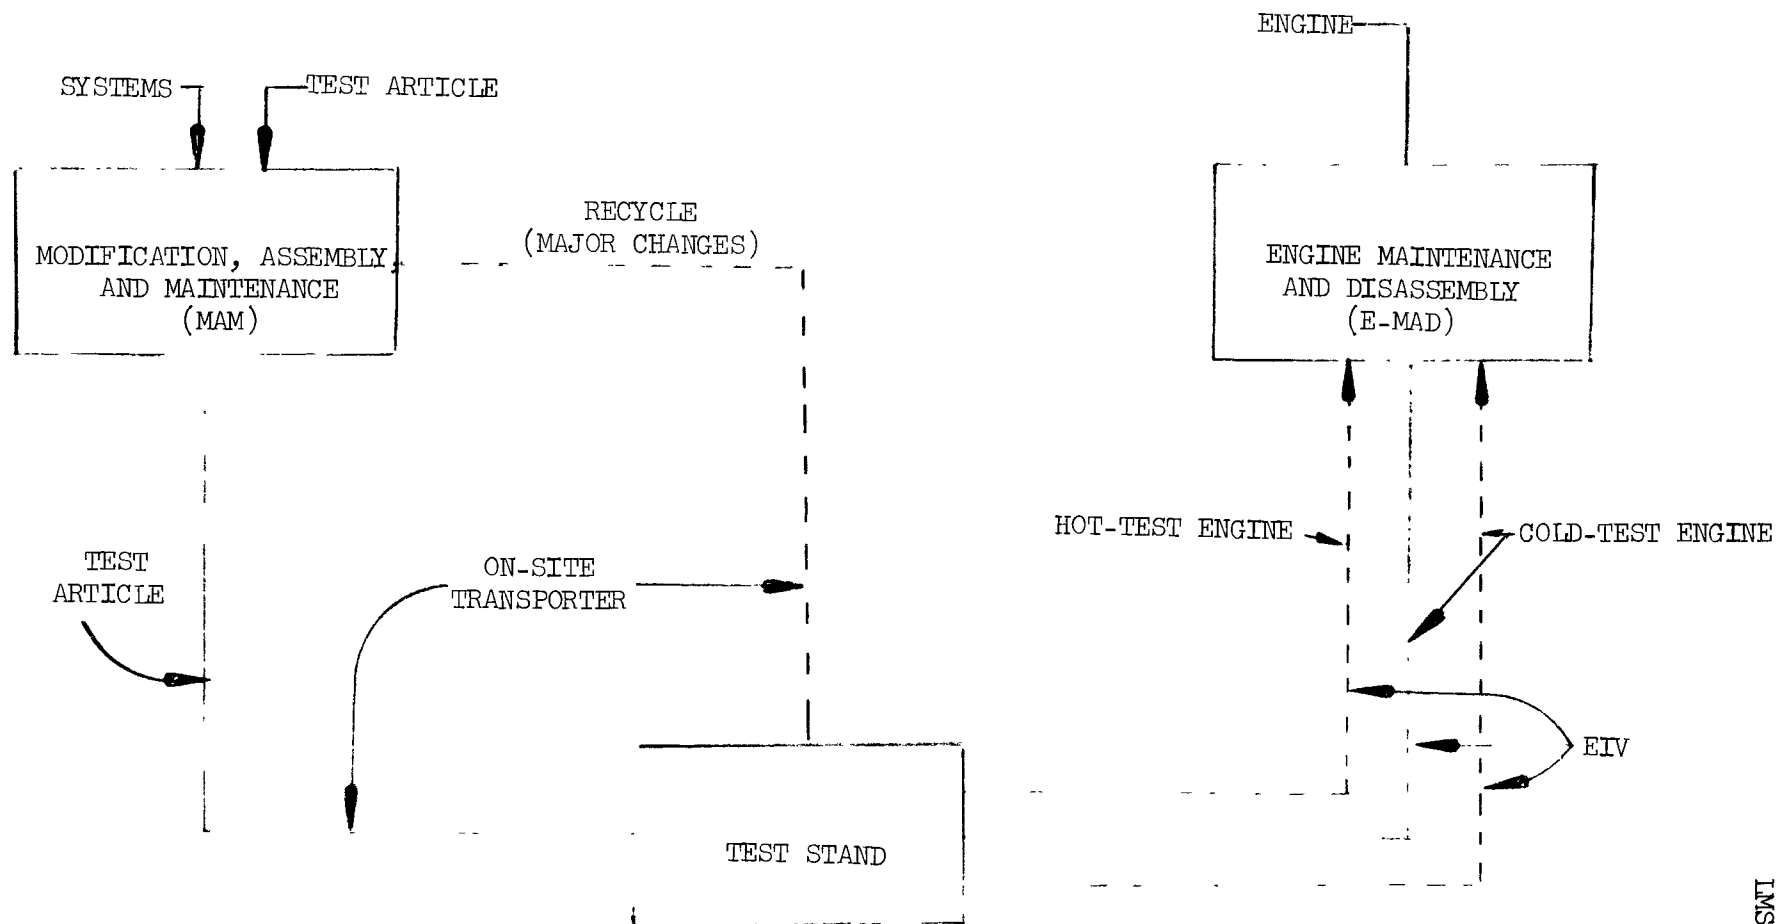 ENGINE
SYSTEMS
TEST ARTICLE
RECYCLE
(MAJOR CHANGES)
MODIFICATION, ASSEMBLY,
AND MAINTENANCE
(MAM)
ENGINE MAINTENANCE
AND DISASSEMBLY
(E-MAD)
HOT-TEST ENGINE
COLD-TEST ENGINE
TEST
ARTICLE
ON-SITE
TRANSPORTER
EIV
TEST STAND
LMS